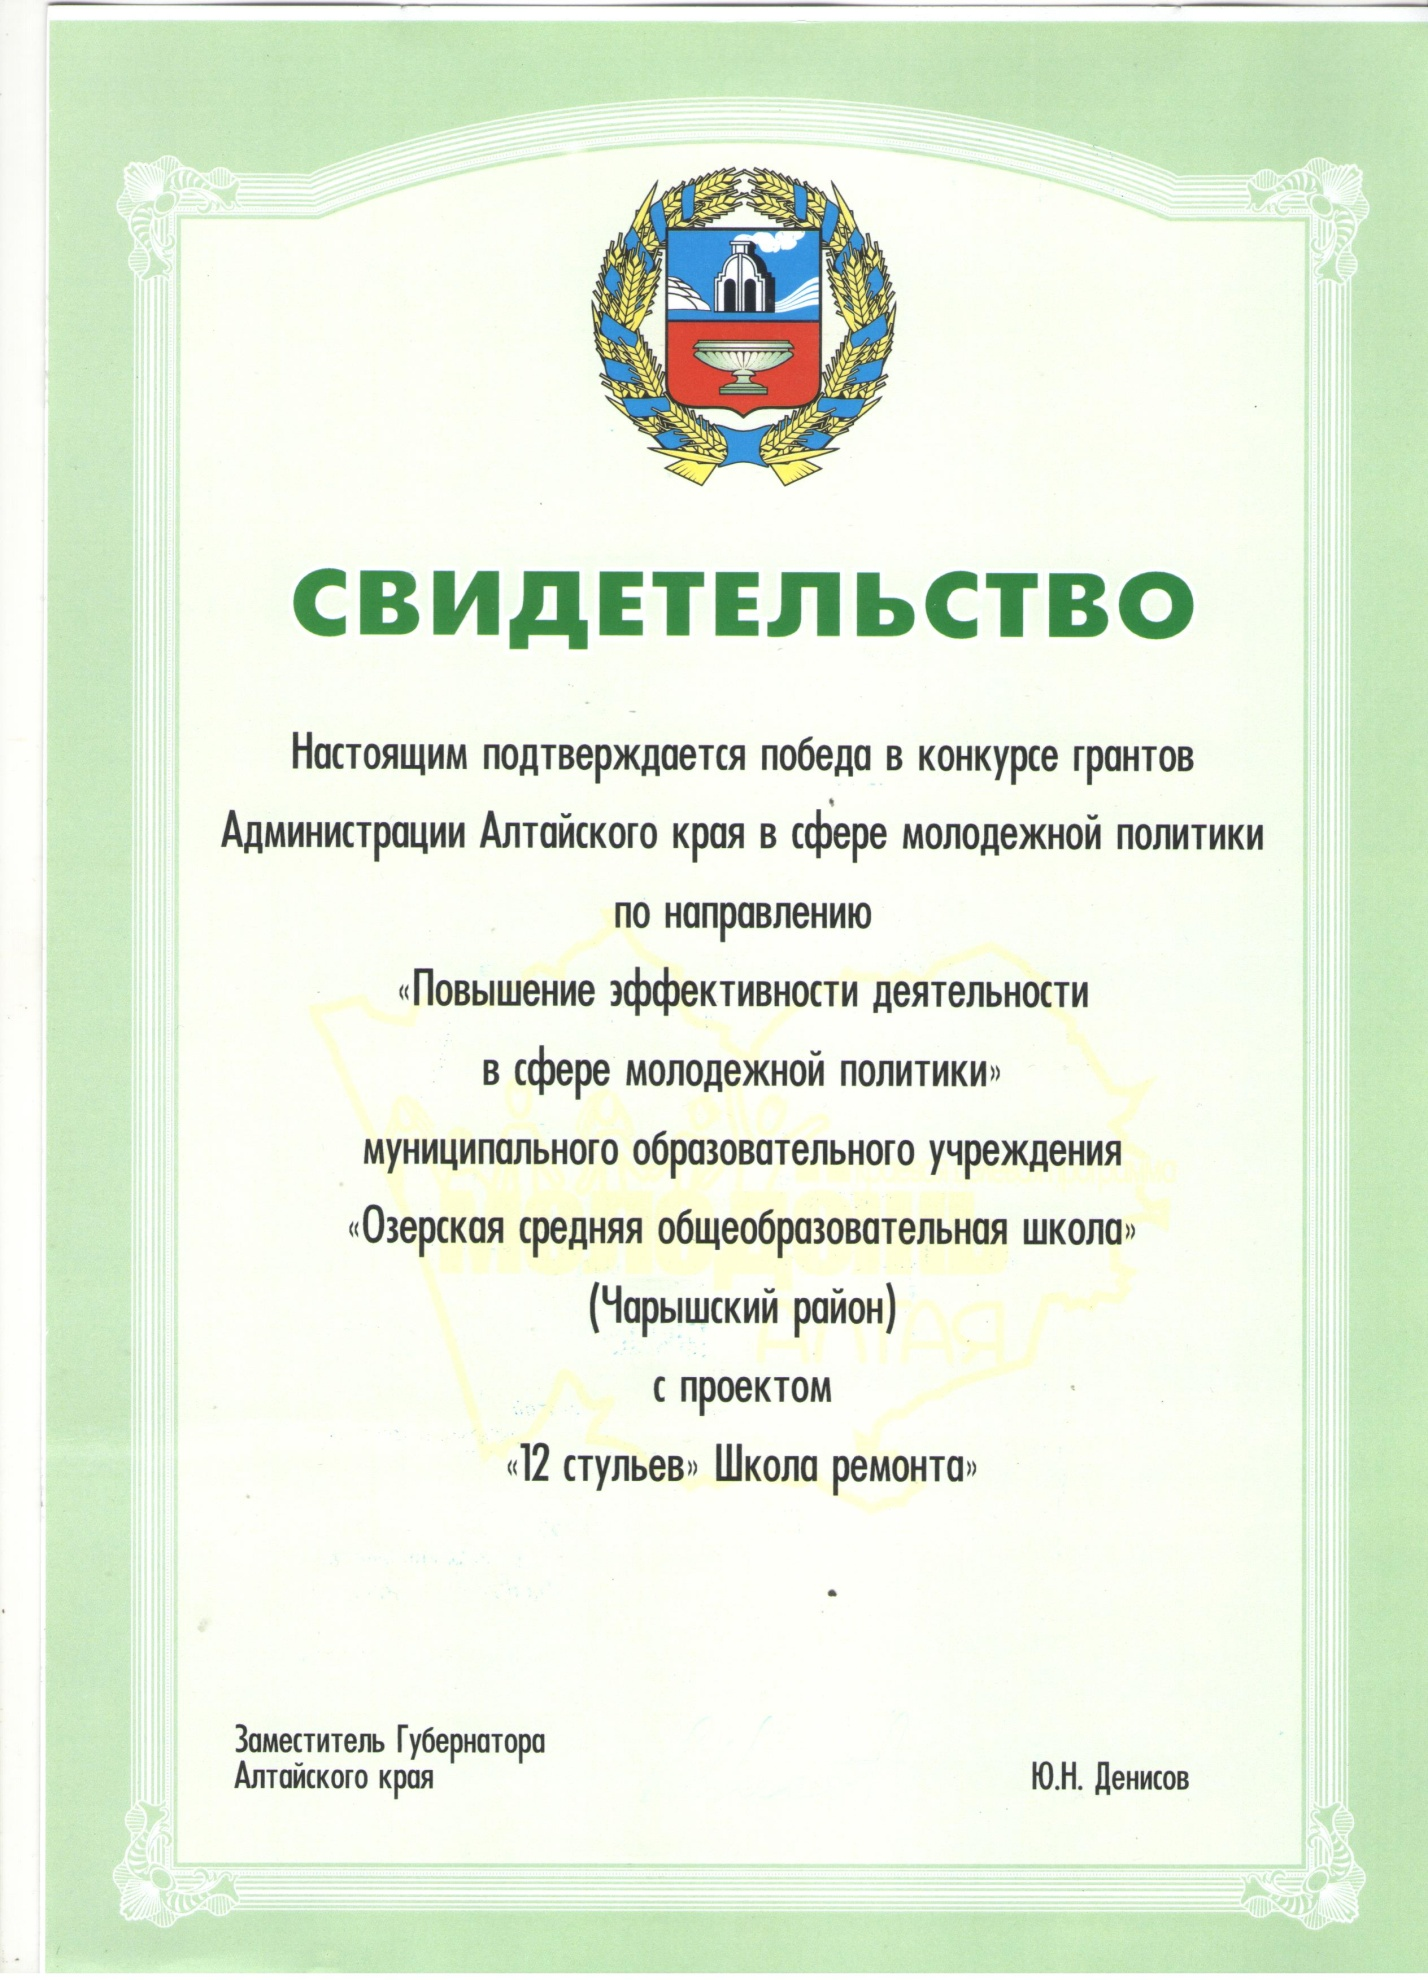 СВИДЕТЕЛЬСТВО
Настоящим подтверждается победа в конкурсе грантов
Администрации Алтайского края в сфере молодежной политики
по направлению
«Повышение эффективности деятельности
в сфере молодежной политики»
муниципального образовательного учреждения
«Озерская средняя общеобразовательная школа»
(Чарышский район)
МОЛОДЕЖЬ
АЛТАЯ
с проектом
«12 стульев» Школа ремонта»
Заместитель Губернатора
Алтайского края
Ю.Н. Денисов